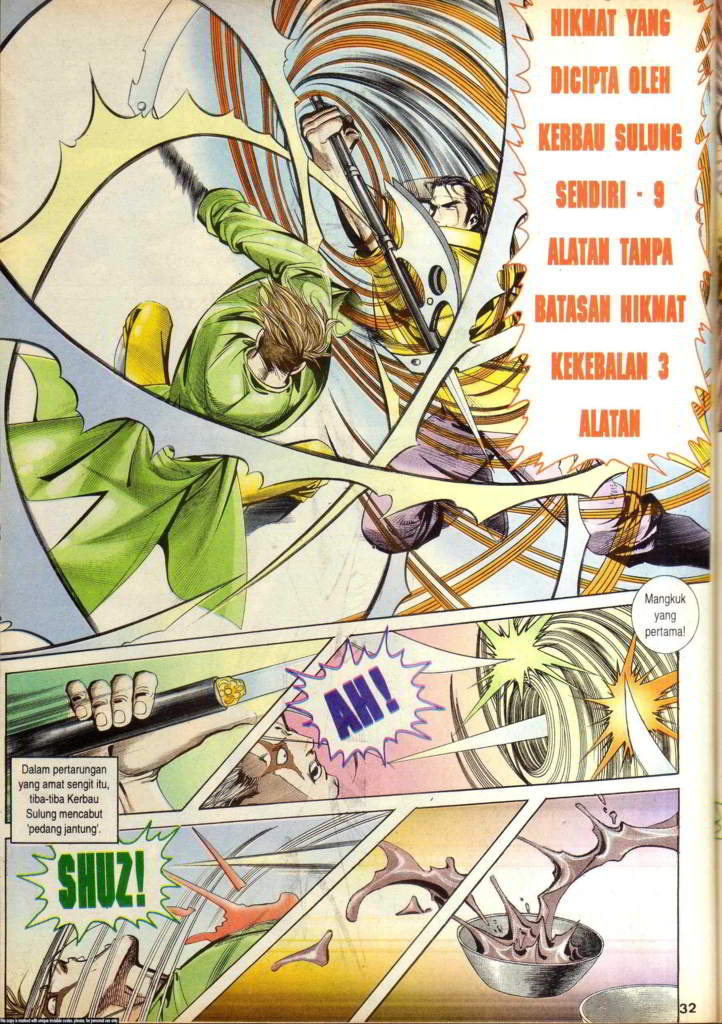 HIKMAT YANG
DICIPTA OLEH
KERBAU SULUNG
SENDIRI - 9
ALATAN TANPA
BATASAN HIKMAT
KEKEBALAN 3
ALATAN
Mangkuk
yang
pertama!
AH!
Dalam pertarungan
yang amat sengit itu,
tiba-tiba Kerbau
Sulung mencabut
'pedang jantung'.
SHUZ!
32